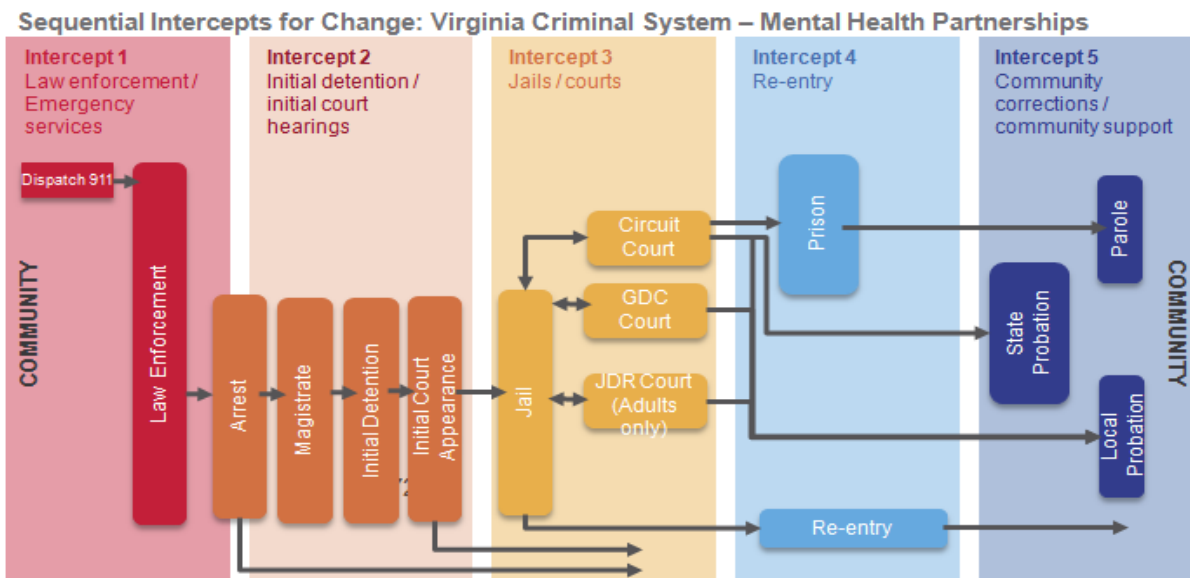 Sequential Intercepts for Change: Virginia Criminal System – Mental Health Partnerships
Intercept 1
Law enforcement /
Emergency
services
Intercept 2
Initial detention /
initial court
hearings
Intercept 3
Jails / courts
Intercept 4
Re-entry
Intercept 5
Community
corrections /
community support
Dispatch 911
COMMUNITY
Law Enforcement
Arrest
Magistrate
Initial Detention
Initial Court
Appearance
Jail
Circuit
Court
GDC
Court
JDR Court
(Adults
only)
Prison
Re-entry
Parole
State
Probation
Local
Probation
COMMUNITY